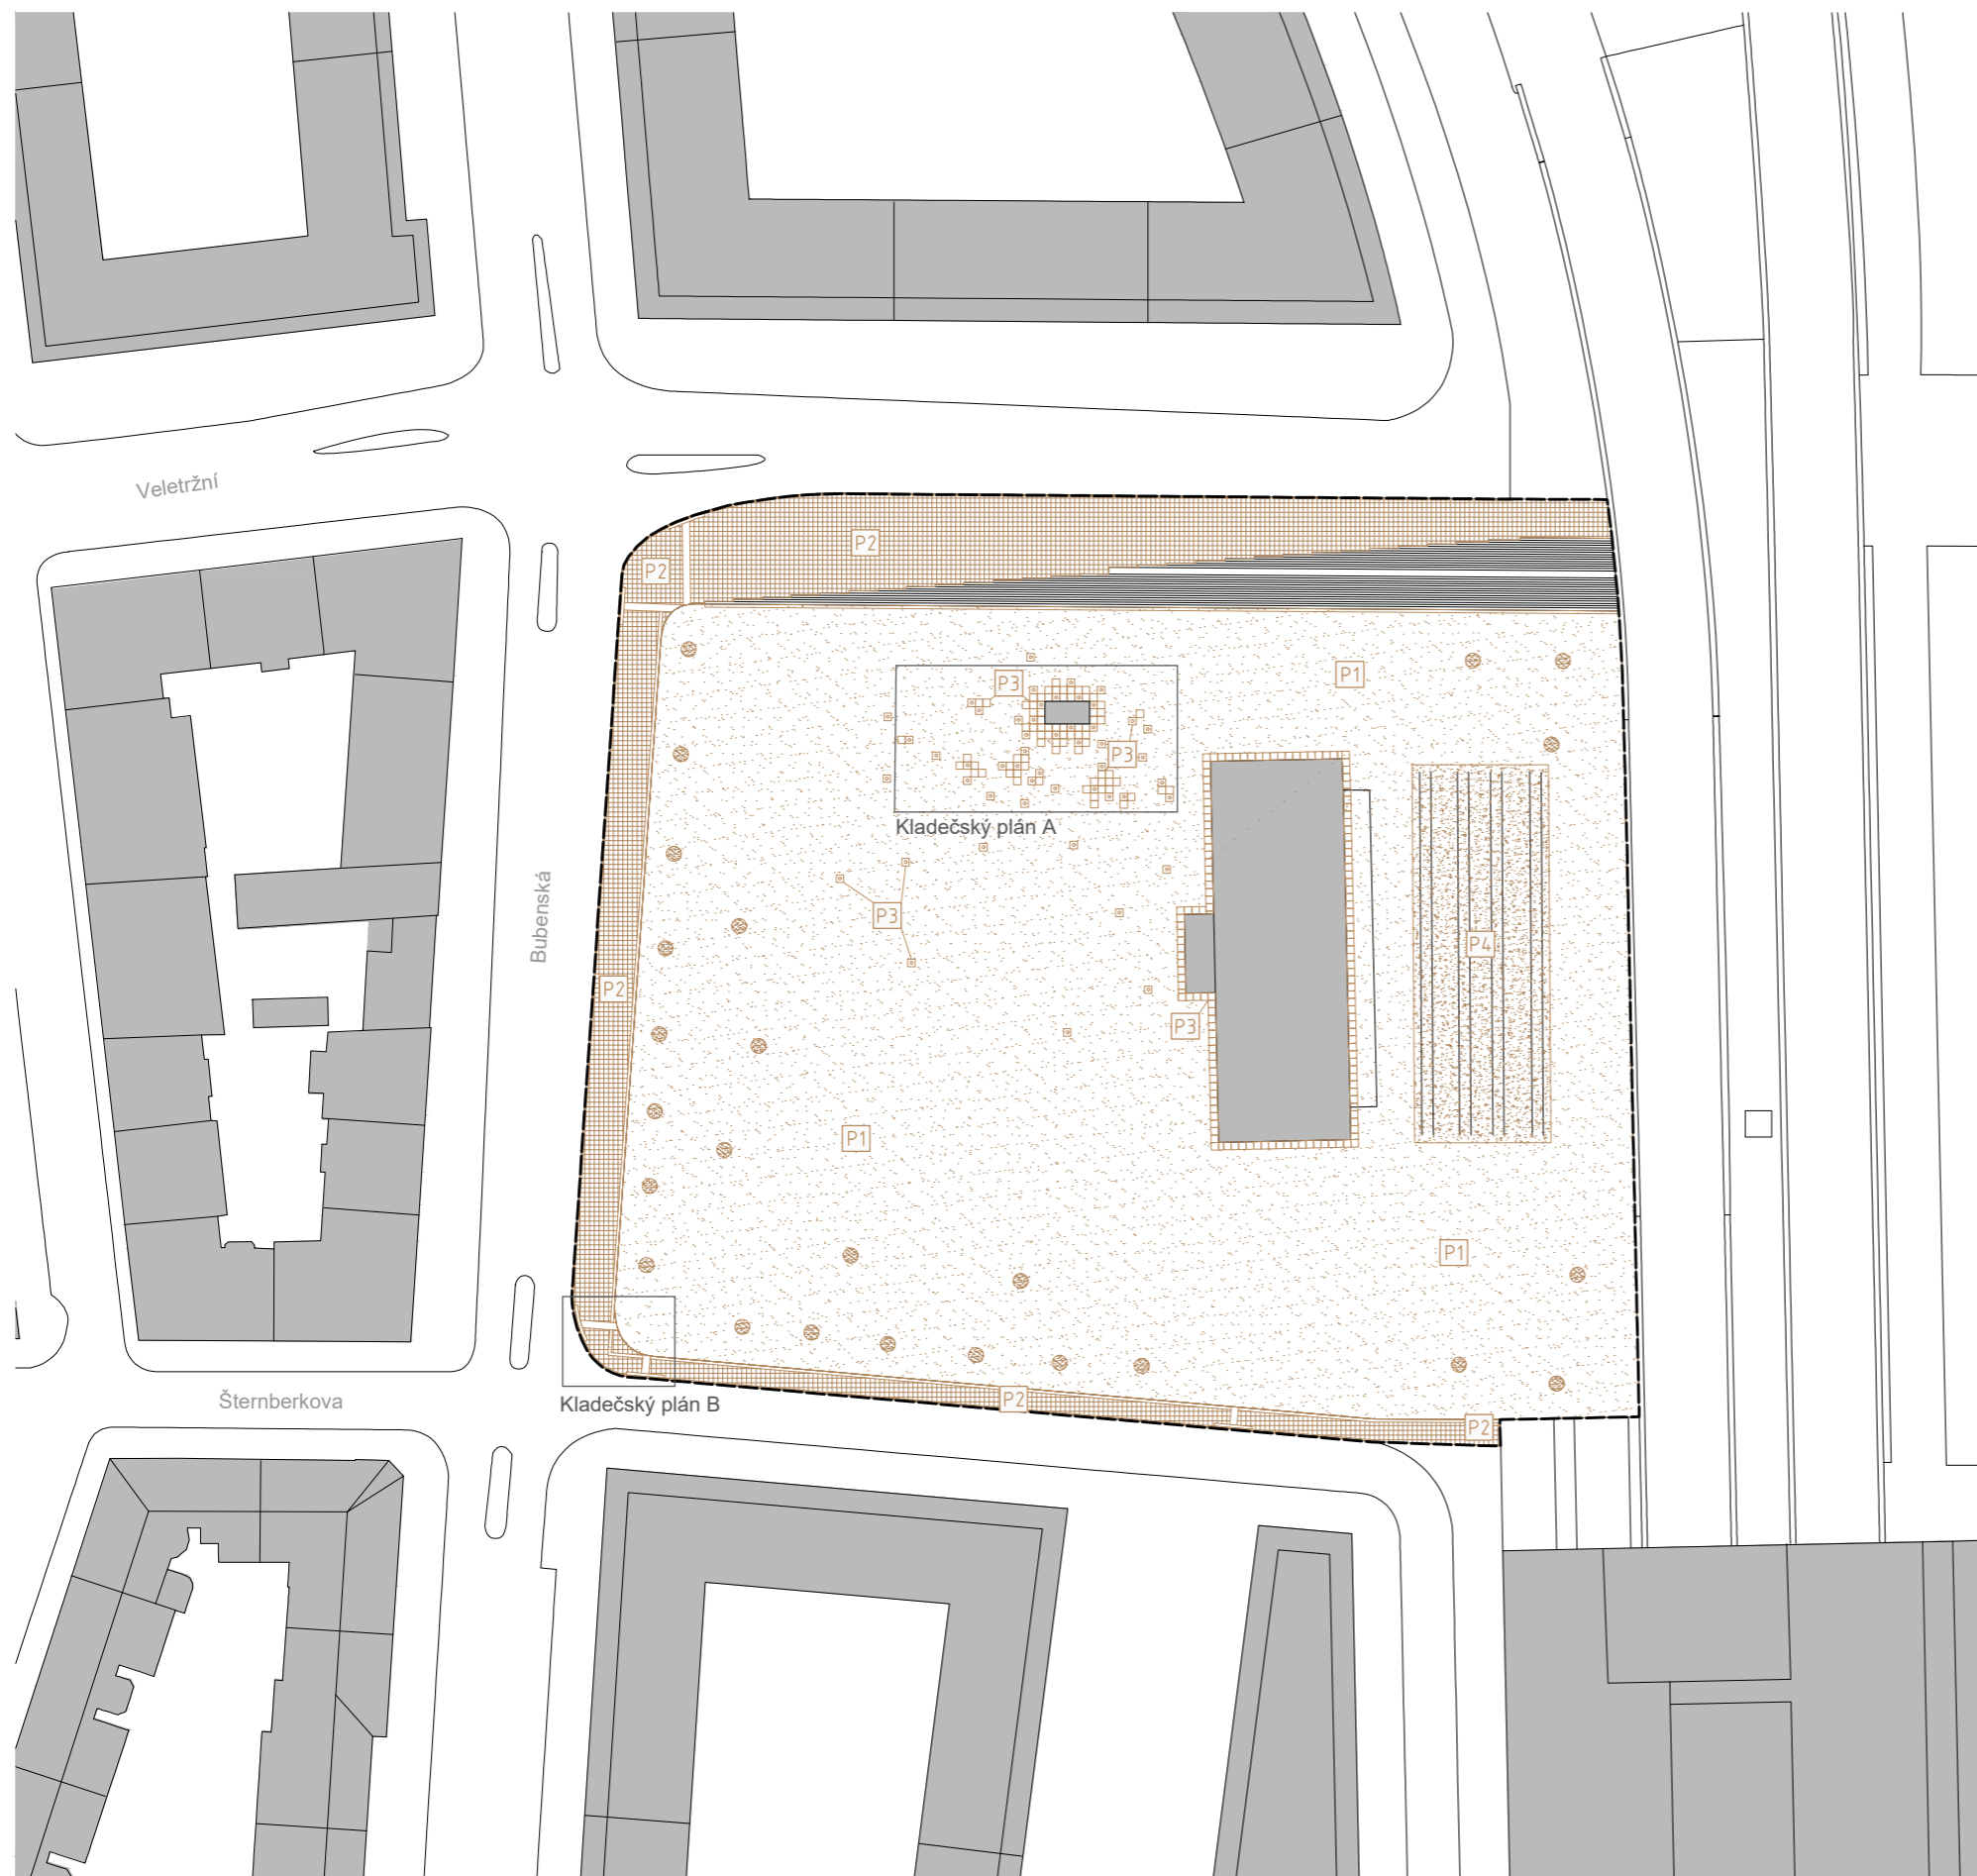 Veletržní
P2
P2
P3
P1
P3
Kladečský plán A
Bubenská
P3
P4
P2
P3
P1
P1
Šternberkova
Kladečský plán B
P2
P2